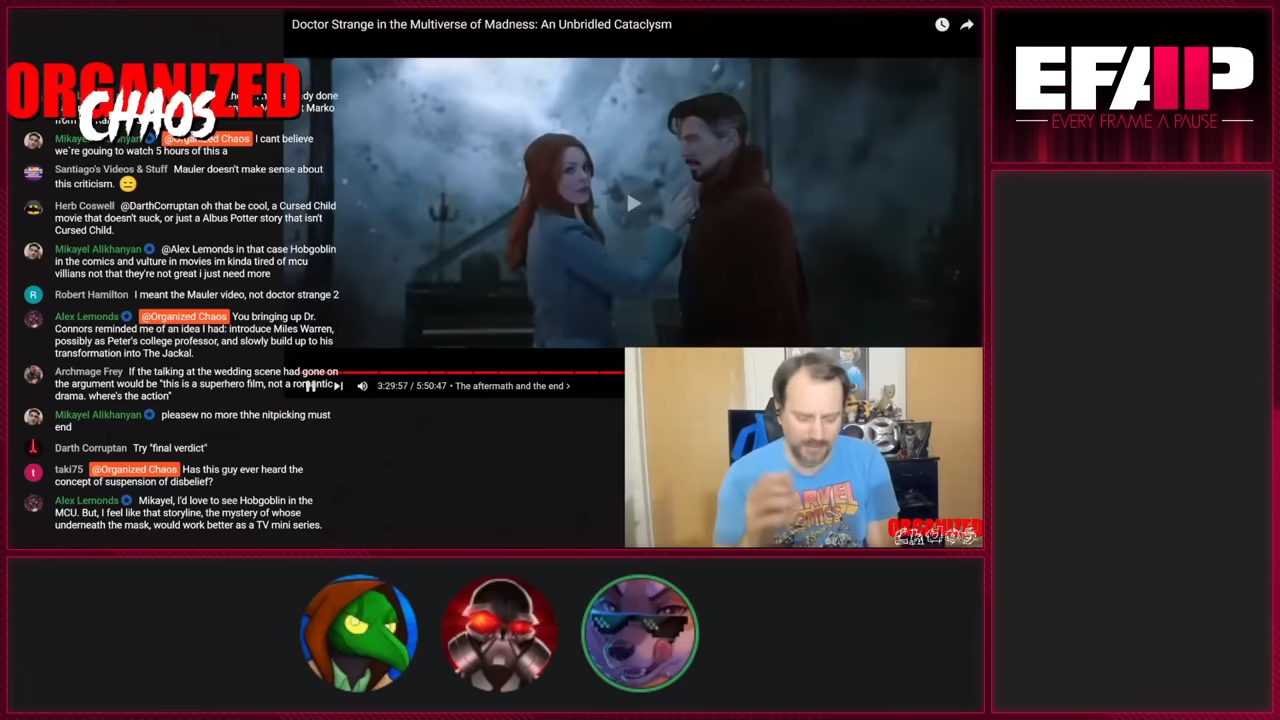 Doctor Strange in the Multiverse of Madness: An Unbridled Cataclysm
ORGANIZED
CHAOS
dy done
Marko
Mikaye @Organized Chaos I cant believe
we're gouing to watch 5 hours of this a
Santiago's Videos & Stuff Mauler doesn't make sense about
this criticism.
Herb Coswell @DarthCorruptan oh that be cool, a Cursed Child
movie that doesn't suck, or just a Albus Potter story that isn't
Cursed Child.
Mikayel Alikhanyan @Alex Lemonds in that case Hobgoblin
in the comics and vulture in movies im kinda tired of mcu
villians not that they're not great i just need more
R
Robert Hamilton I meant the Mauler video, not doctor strange 2
Alex Lemonds @Organized Chaos You bringing up Dr.
Connors reminded me of an idea I had: introduce Miles Warren,
possibly as Peter's college professor, and slowly build up to his
transformation into The Jackal.
Archmage Frey If the talking at the wedding scene had gone on
the argument would be "this is a superhero film, not a romantic
drama. where's the action"
Mikayel Alikhanyan pleasew no more thhe nitpicking must
end
Darth Corruptan Try "final verdict"
t
taki75 @Organized Chaos Has this guy ever heard the
concept of suspension of disbelief?
Alex Lemonds Mikayel, I'd love to see Hobgoblin in the
MCU. But, I feel like that storyline, the mystery of whose
underneath the mask, would work better as a TV mini series.
3:29:57 / 5:50:47 • The aftermath and the end >
MARVEL
COMICS
ORGANIZED
CHAOS
EFAP
EVERY FRAME A PAUSE